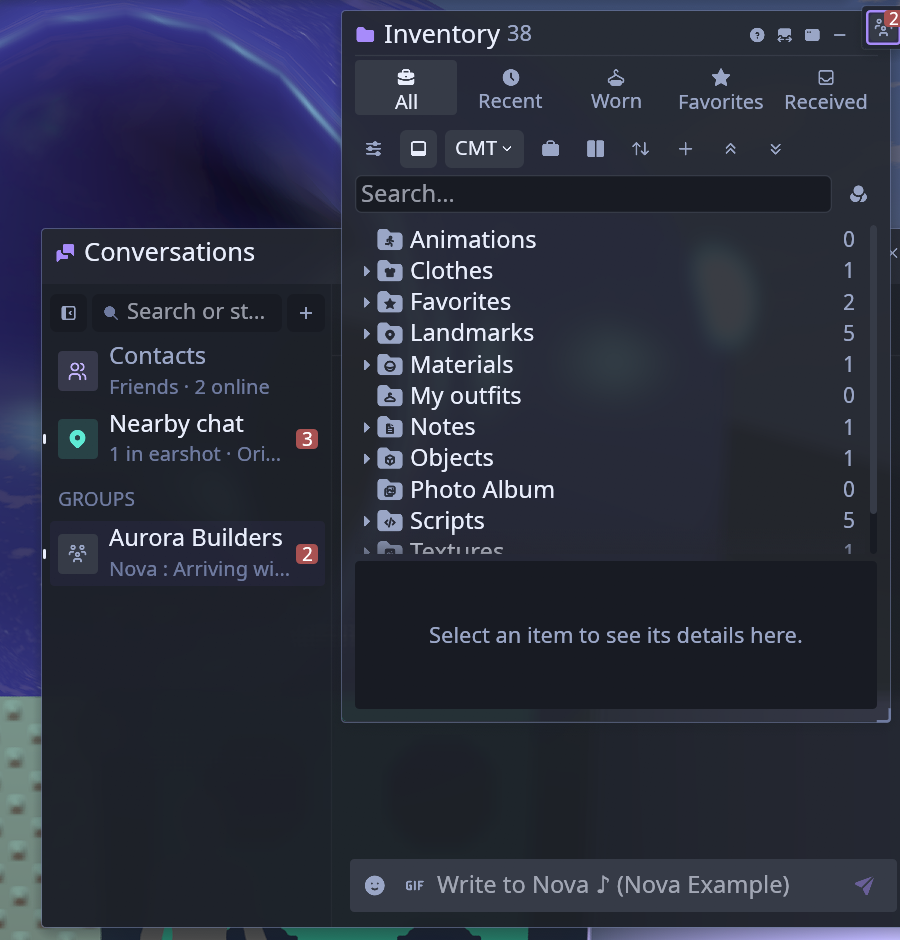 Inventory 38
2
All
Recent
Worn
Favorites
Received
CMT
Search...
Animations 0
Clothes 1
Favorites 2
Landmarks 5
Materials 1
My outfits 0
Notes 1
Objects 1
Photo Album 0
Scripts 5
Textures 1
Select an item to see its details here.
Conversations
Search or st...
Contacts
Friends · 2 online
Nearby chat
1 in earshot · Ori...
3
GROUPS
Aurora Builders
Nova : Arriving wi...
2
GIF
Write to Nova ♪ (Nova Example)